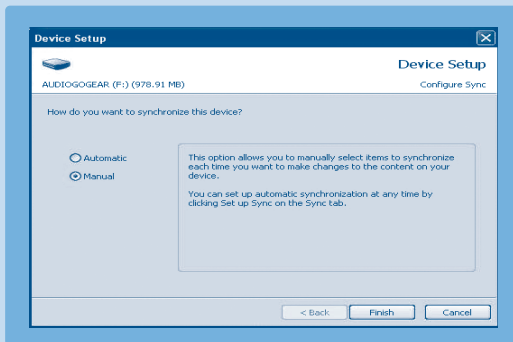 Device Setup
Device Setup
AUDIOGOGEAR (F:) (978.91 MB)
Configure Sync
How do you want to synchronize this device?
Automatic
Manual
This option allows you to manually select items to synchronize
each time you want to make changes to the content on your
device.
You can set up automatic synchronization at any time by
clicking Set up Sync on the Sync tab.
< Back
Finish
Cancel